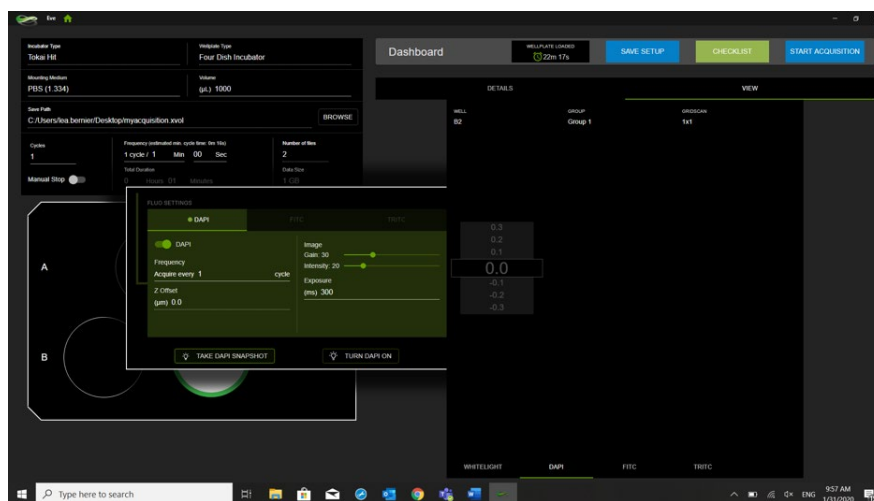 live
Incubator Type
Tokai Hit
Wellplate Type
Four Dish Incubator
Mounting Medium
PBS (1.334)
Volume
(µL) 1000
Save Path
C:/Users/lea.bernier/Desktop/myacquisition.xvol
BROWSE
Cycles
1
Frequency (estimated min. cycle time: 0m 16s)
1 cycle / 1 Min 00 Sec
Number of files
2
Total Duration
0 Hours 01 Minutes
Data Size
1 GB
Manual Stop
Dashboard
WELLPLATE LOADED
22m 17s
SAVE SETUP
CHECKLIST
START ACQUISITION
DETAILS
VIEW
WELL
B2
GROUP
Group 1
GRIDSCAN
1x1
A
B
FLUO SETTINGS
DAPI
FITC
TRITC
DAPI
Frequency
Acquire every 1 cycle
Z Offset
(µm) 0.0
Image
Gain: 30
Intensity: 20
Exposure
(ms) 300
TAKE DAPI SNAPSHOT
TURN DAPI ON
0.3
0.2
0.1
0.0
-0.1
-0.2
-0.3
WHITELIGHT
DAPI
FITC
TRITC
Type here to search
ENG
9:57 AM
1/31/2020